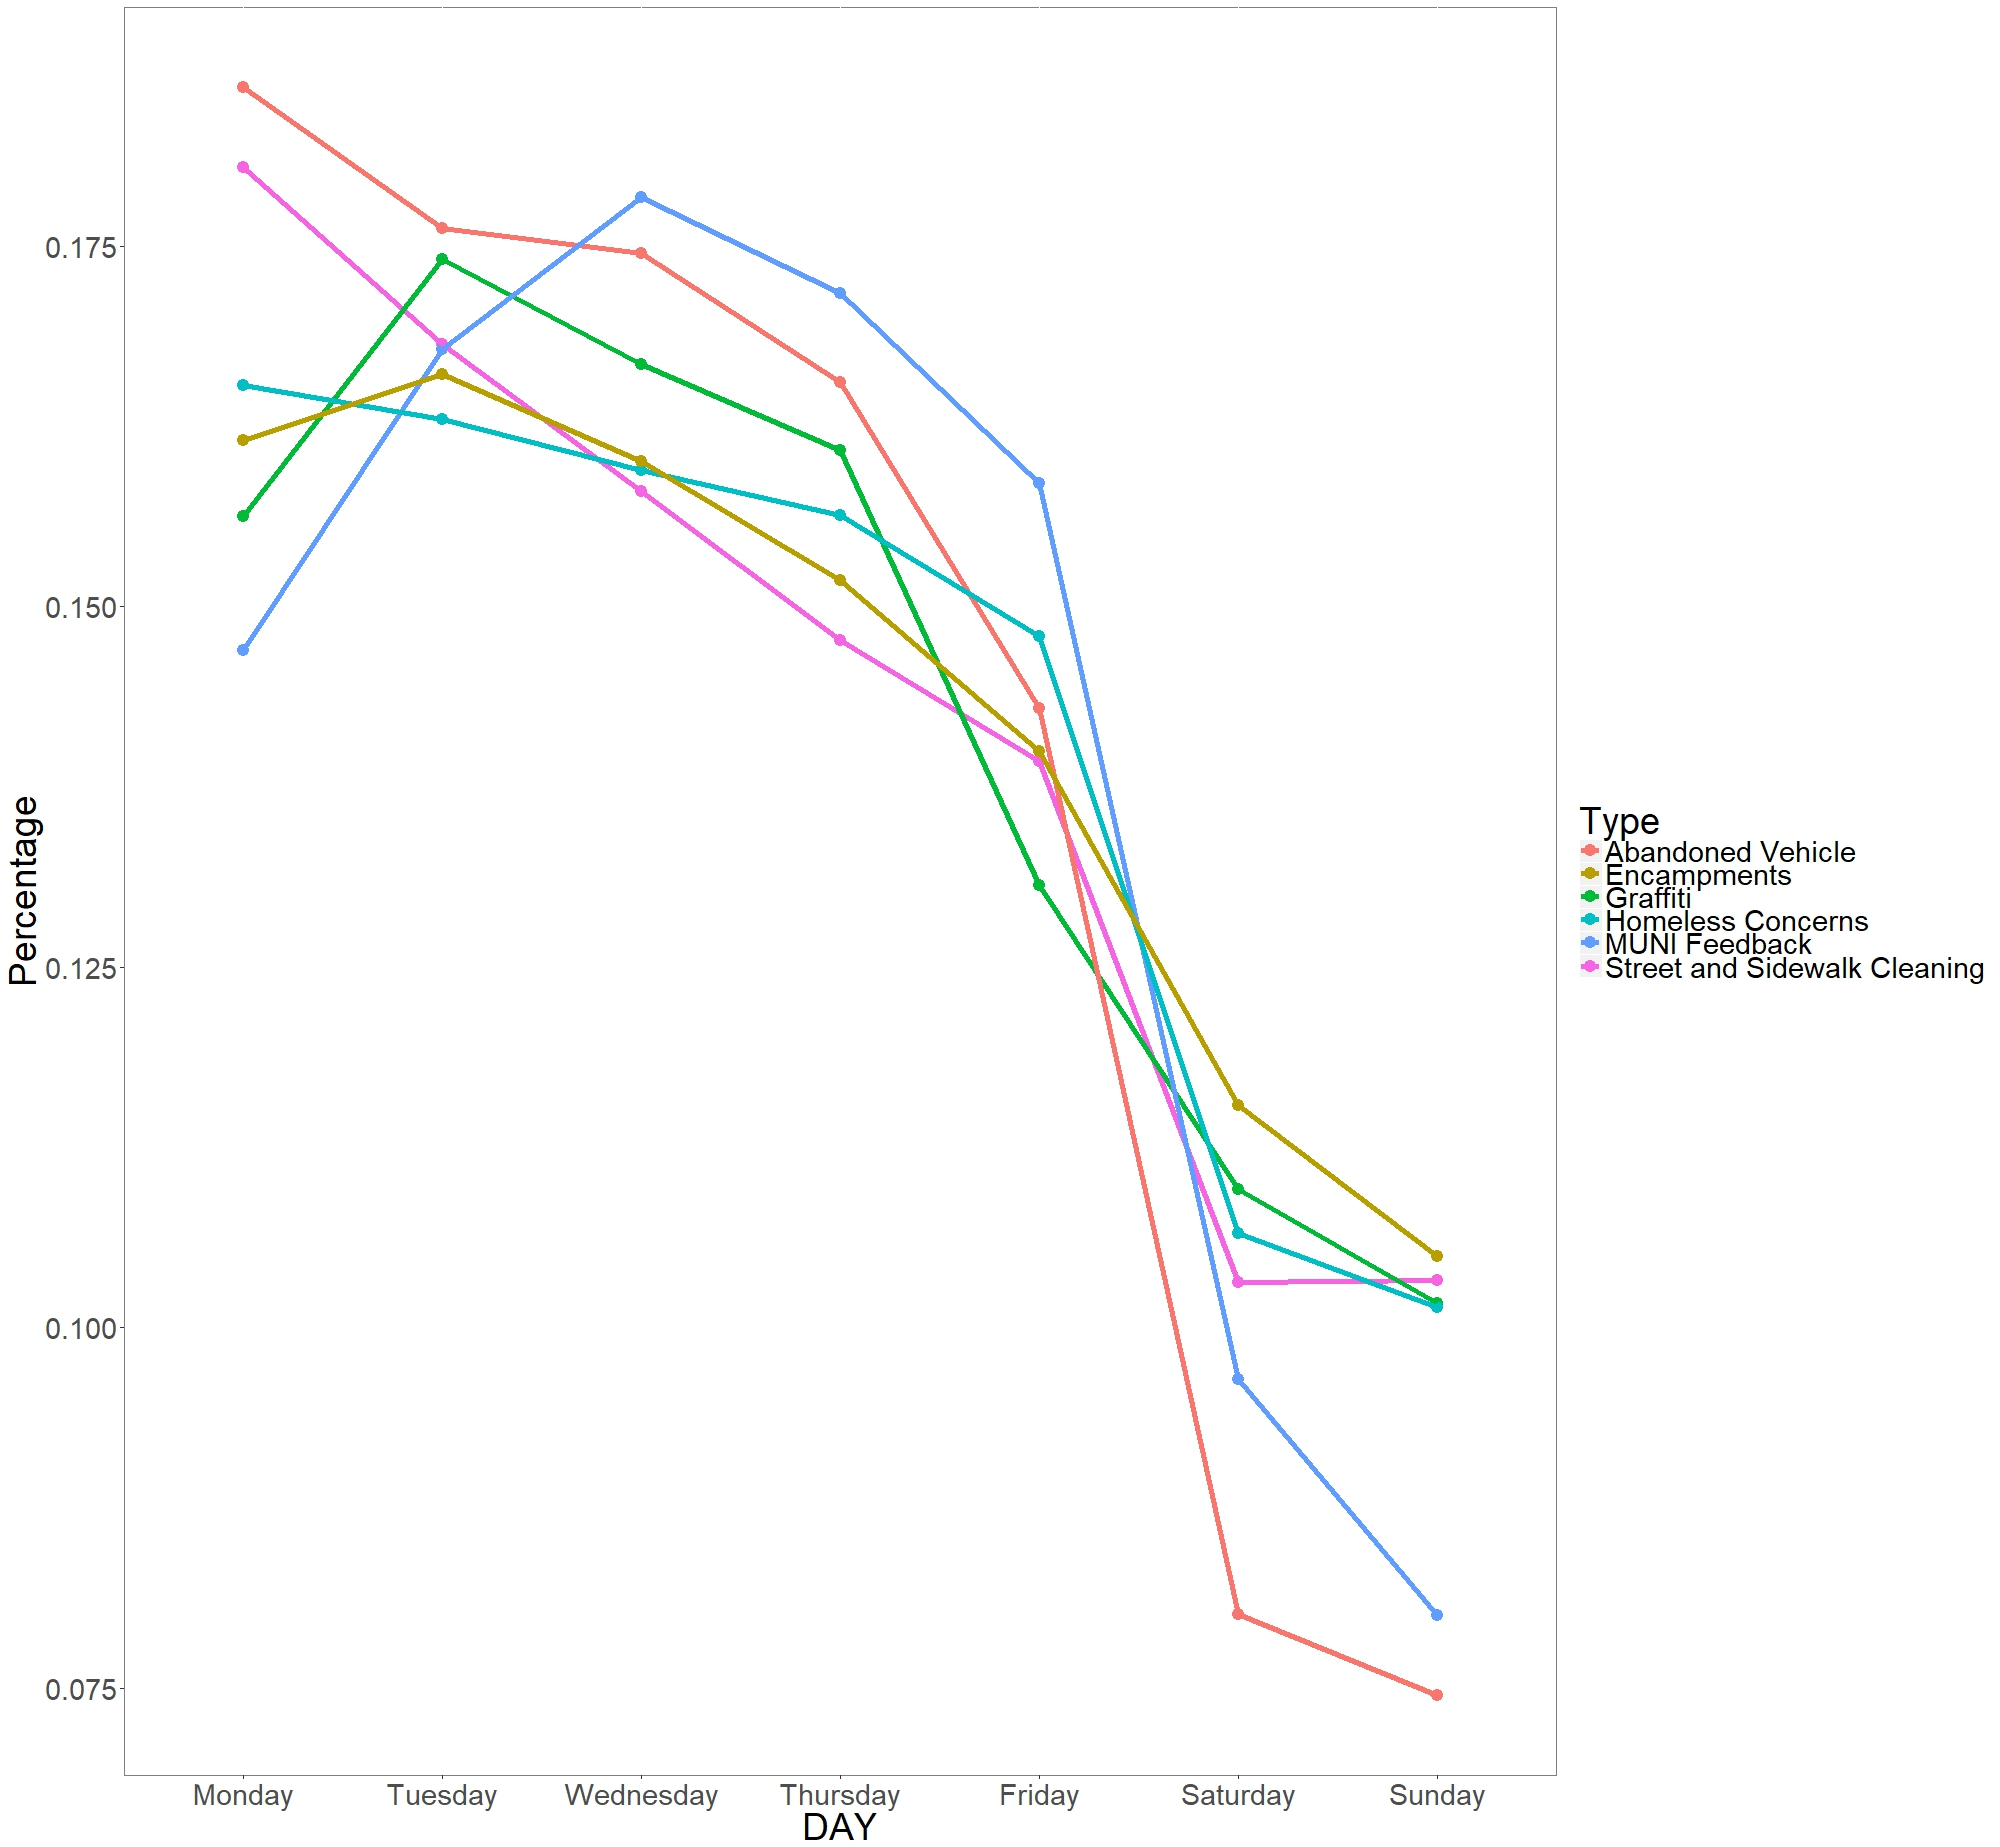 0.175
0.150
0.125
0.100
0.075
Percentage
Monday Tuesday Wednesday Thursday Friday Saturday Sunday
DAY
Type
Abandoned Vehicle
Encampments
Graffiti
Homeless Concerns
MUNI Feedback
Street and Sidewalk Cleaning